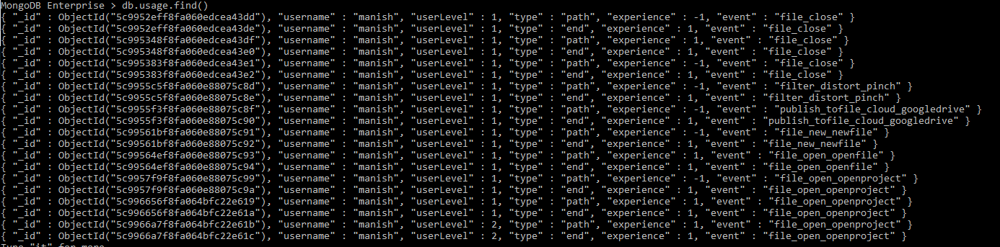 MongoDB Enterprise > db.usage.find()
{ "_id" : ObjectId("5c9952eff8fa060edcea43dd"), "username" : "manish", "userLevel" : 1, "type" : "path", "experience" : -1, "event" : "file_close" }
{ "_id" : ObjectId("5c9952eff8fa060edcea43de"), "username" : "manish", "userLevel" : 1, "type" : "end", "experience" : 1, "event" : "file_close" }
{ "_id" : ObjectId("5c995348f8fa060edcea43df"), "username" : "manish", "userLevel" : 1, "type" : "path", "experience" : 1, "event" : "file_close" }
{ "_id" : ObjectId("5c995348f8fa060edcea43e0"), "username" : "manish", "userLevel" : 1, "type" : "end", "experience" : 1, "event" : "file_close" }
{ "_id" : ObjectId("5c995383f8fa060edcea43e1"), "username" : "manish", "userLevel" : 1, "type" : "path", "experience" : -1, "event" : "file_close" }
{ "_id" : ObjectId("5c995383f8fa060edcea43e2"), "username" : "manish", "userLevel" : 1, "type" : "end", "experience" : 1, "event" : "file_close" }
{ "_id" : ObjectId("5c9955c5f8fa060e88075c8d"), "username" : "manish", "userLevel" : 1, "type" : "path", "experience" : -1, "event" : "filter_distort_pinch" }
{ "_id" : ObjectId("5c9955c5f8fa060e88075c8e"), "username" : "manish", "userLevel" : 1, "type" : "end", "experience" : 1, "event" : "filter_distort_pinch" }
{ "_id" : ObjectId("5c9955f3f8fa060e88075c8f"), "username" : "manish", "userLevel" : 1, "type" : "path", "experience" : -1, "event" : "publish_tofile_cloud_googledrive" }
{ "_id" : ObjectId("5c9955f3f8fa060e88075c90"), "username" : "manish", "userLevel" : 1, "type" : "end", "experience" : 1, "event" : "publish_tofile_cloud_googledrive" }
{ "_id" : ObjectId("5c99561bf8fa060e88075c91"), "username" : "manish", "userLevel" : 1, "type" : "path", "experience" : -1, "event" : "file_new_newfile" }
{ "_id" : ObjectId("5c99561bf8fa060e88075c92"), "username" : "manish", "userLevel" : 1, "type" : "end", "experience" : 1, "event" : "file_new_newfile" }
{ "_id" : ObjectId("5c99564ef8fa060e88075c93"), "username" : "manish", "userLevel" : 1, "type" : "path", "experience" : 1, "event" : "file_open_openfile" }
{ "_id" : ObjectId("5c99564ef8fa060e88075c94"), "username" : "manish", "userLevel" : 1, "type" : "end", "experience" : 1, "event" : "file_open_openfile" }
{ "_id" : ObjectId("5c9957f9f8fa060e88075c99"), "username" : "manish", "userLevel" : 1, "type" : "path", "experience" : -1, "event" : "file_open_openproject" }
{ "_id" : ObjectId("5c9957f9f8fa060e88075c9a"), "username" : "manish", "userLevel" : 1, "type" : "end", "experience" : 1, "event" : "file_open_openproject" }
{ "_id" : ObjectId("5c996656f8fa064bfc22e619"), "username" : "manish", "userLevel" : 1, "type" : "path", "experience" : 1, "event" : "file_open_openproject" }
{ "_id" : ObjectId("5c996656f8fa064bfc22e61a"), "username" : "manish", "userLevel" : 1, "type" : "end", "experience" : 1, "event" : "file_open_openproject" }
{ "_id" : ObjectId("5c9966a7f8fa064bfc22e61b"), "username" : "manish", "userLevel" : 2, "type" : "path", "experience" : 1, "event" : "file_open_openproject" }
{ "_id" : ObjectId("5c9966a7f8fa064bfc22e61c"), "username" : "manish", "userLevel" : 2, "type" : "end", "experience" : 1, "event" : "file_open_openproject" }
Type "it" for more